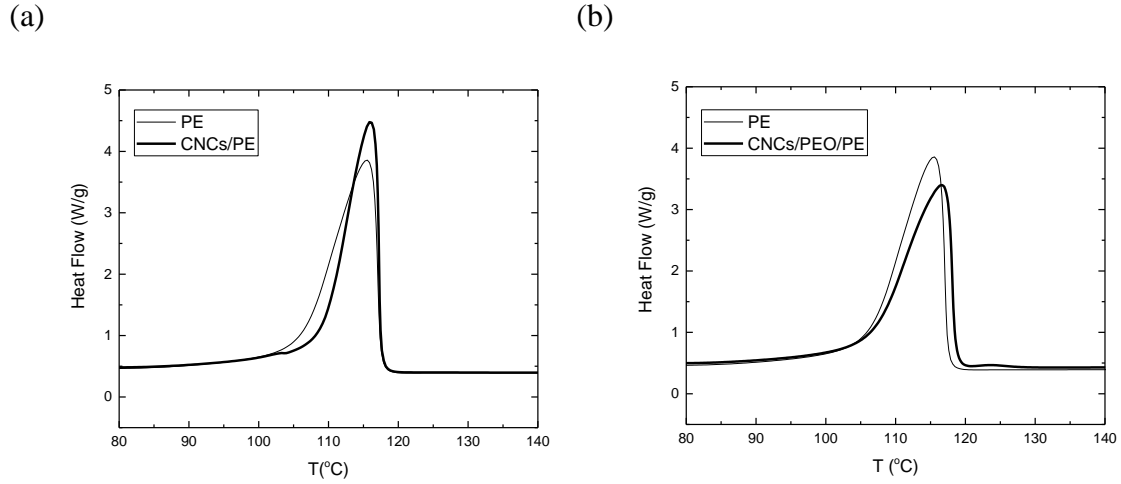 (a)
(b)
5
4
3
2
1
0
Heat Flow (W/g)
PE
CNCs/PE
80 90 100 110 120 130 140
T(°C)
5
4
3
2
1
0
Heat Flow (W/g)
PE
CNCs/PEO/PE
80 90 100 110 120 130 140
T (°C)